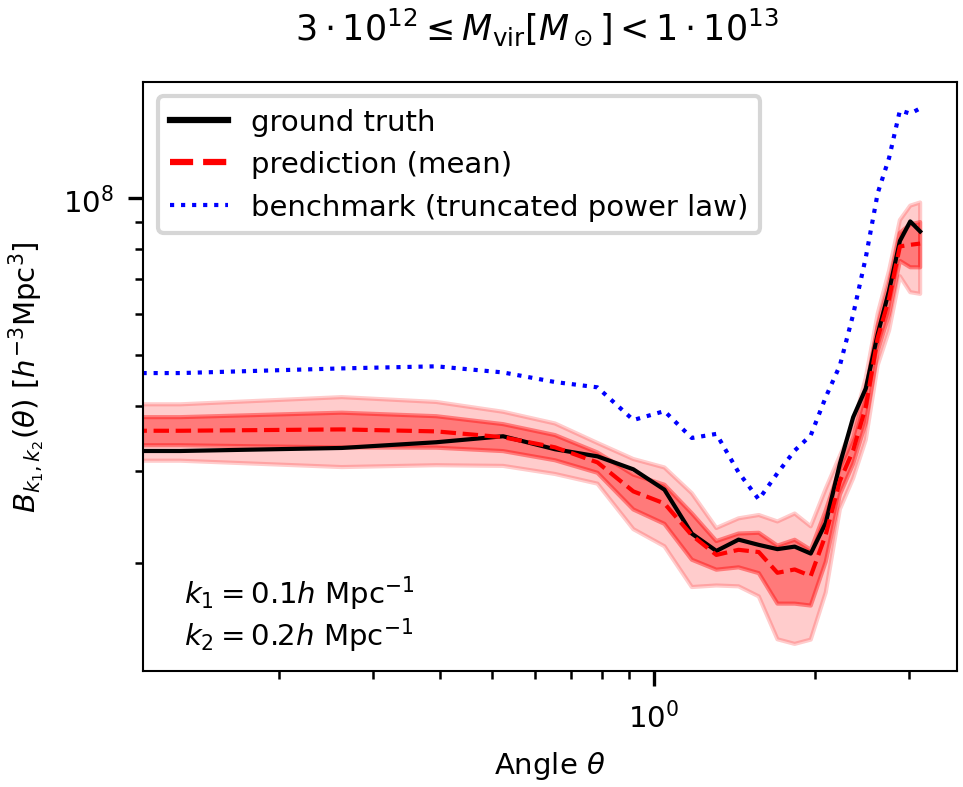 3 · 10¹² ≤ M_vir[M_⊙] < 1 · 10¹³
ground truth
prediction (mean)
benchmark (truncated power law)
10⁸
B_{k₁,k₂}(θ) [h⁻³Mpc³]
k₁ = 0.1h Mpc⁻¹
k₂ = 0.2h Mpc⁻¹
10⁰
Angle θ